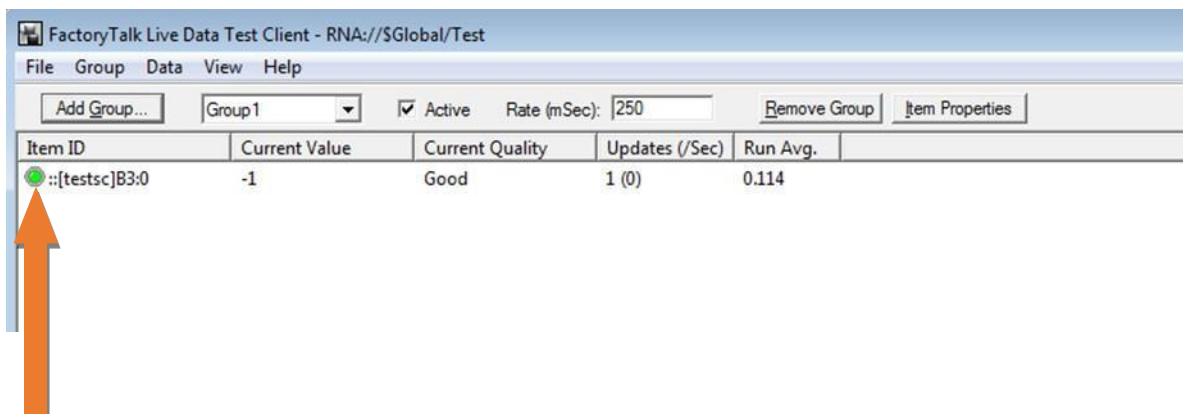 FactoryTalk Live Data Test Client - RNA://$Global/Test
File Group Data View Help
Add Group... Group1 Active Rate (mSec): 250 Remove Group Item Properties
Item ID Current Value Current Quality Updates (/Sec) Run Avg.
::[testsc]B3:0 -1 Good 1 (0) 0.114